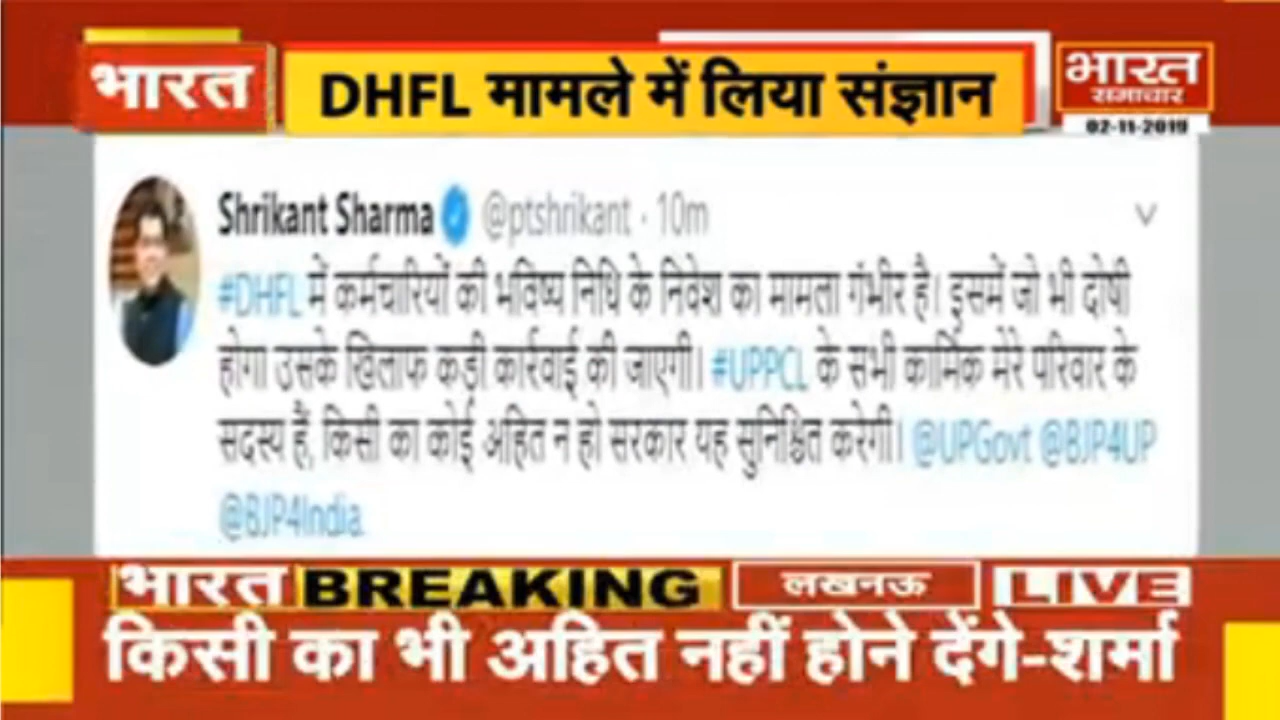 भारत
DHFL मामले में लिया संज्ञान
भारत
समाचार
02-11-2019
Shrikant Sharma @ptshrikant · 10m
#DHFL में कर्मचारियों की भविष्य निधि के निवेश का मामला गंभीर है। इसमें जो भी दोषी
होगा उसके खिलाफ कड़ी कार्रवाई की जाएगी। #UPPCL के सभी कार्मिक मेरे परिवार के
सदस्य हैं, किसी का कोई अहित न हो सरकार यह सुनिश्चित करेगी। @UPGovt @BJP4UP
@BJP4India
भारत BREAKING लखनऊ LIVE
किसी का भी अहित नहीं होने देंगे-शर्मा